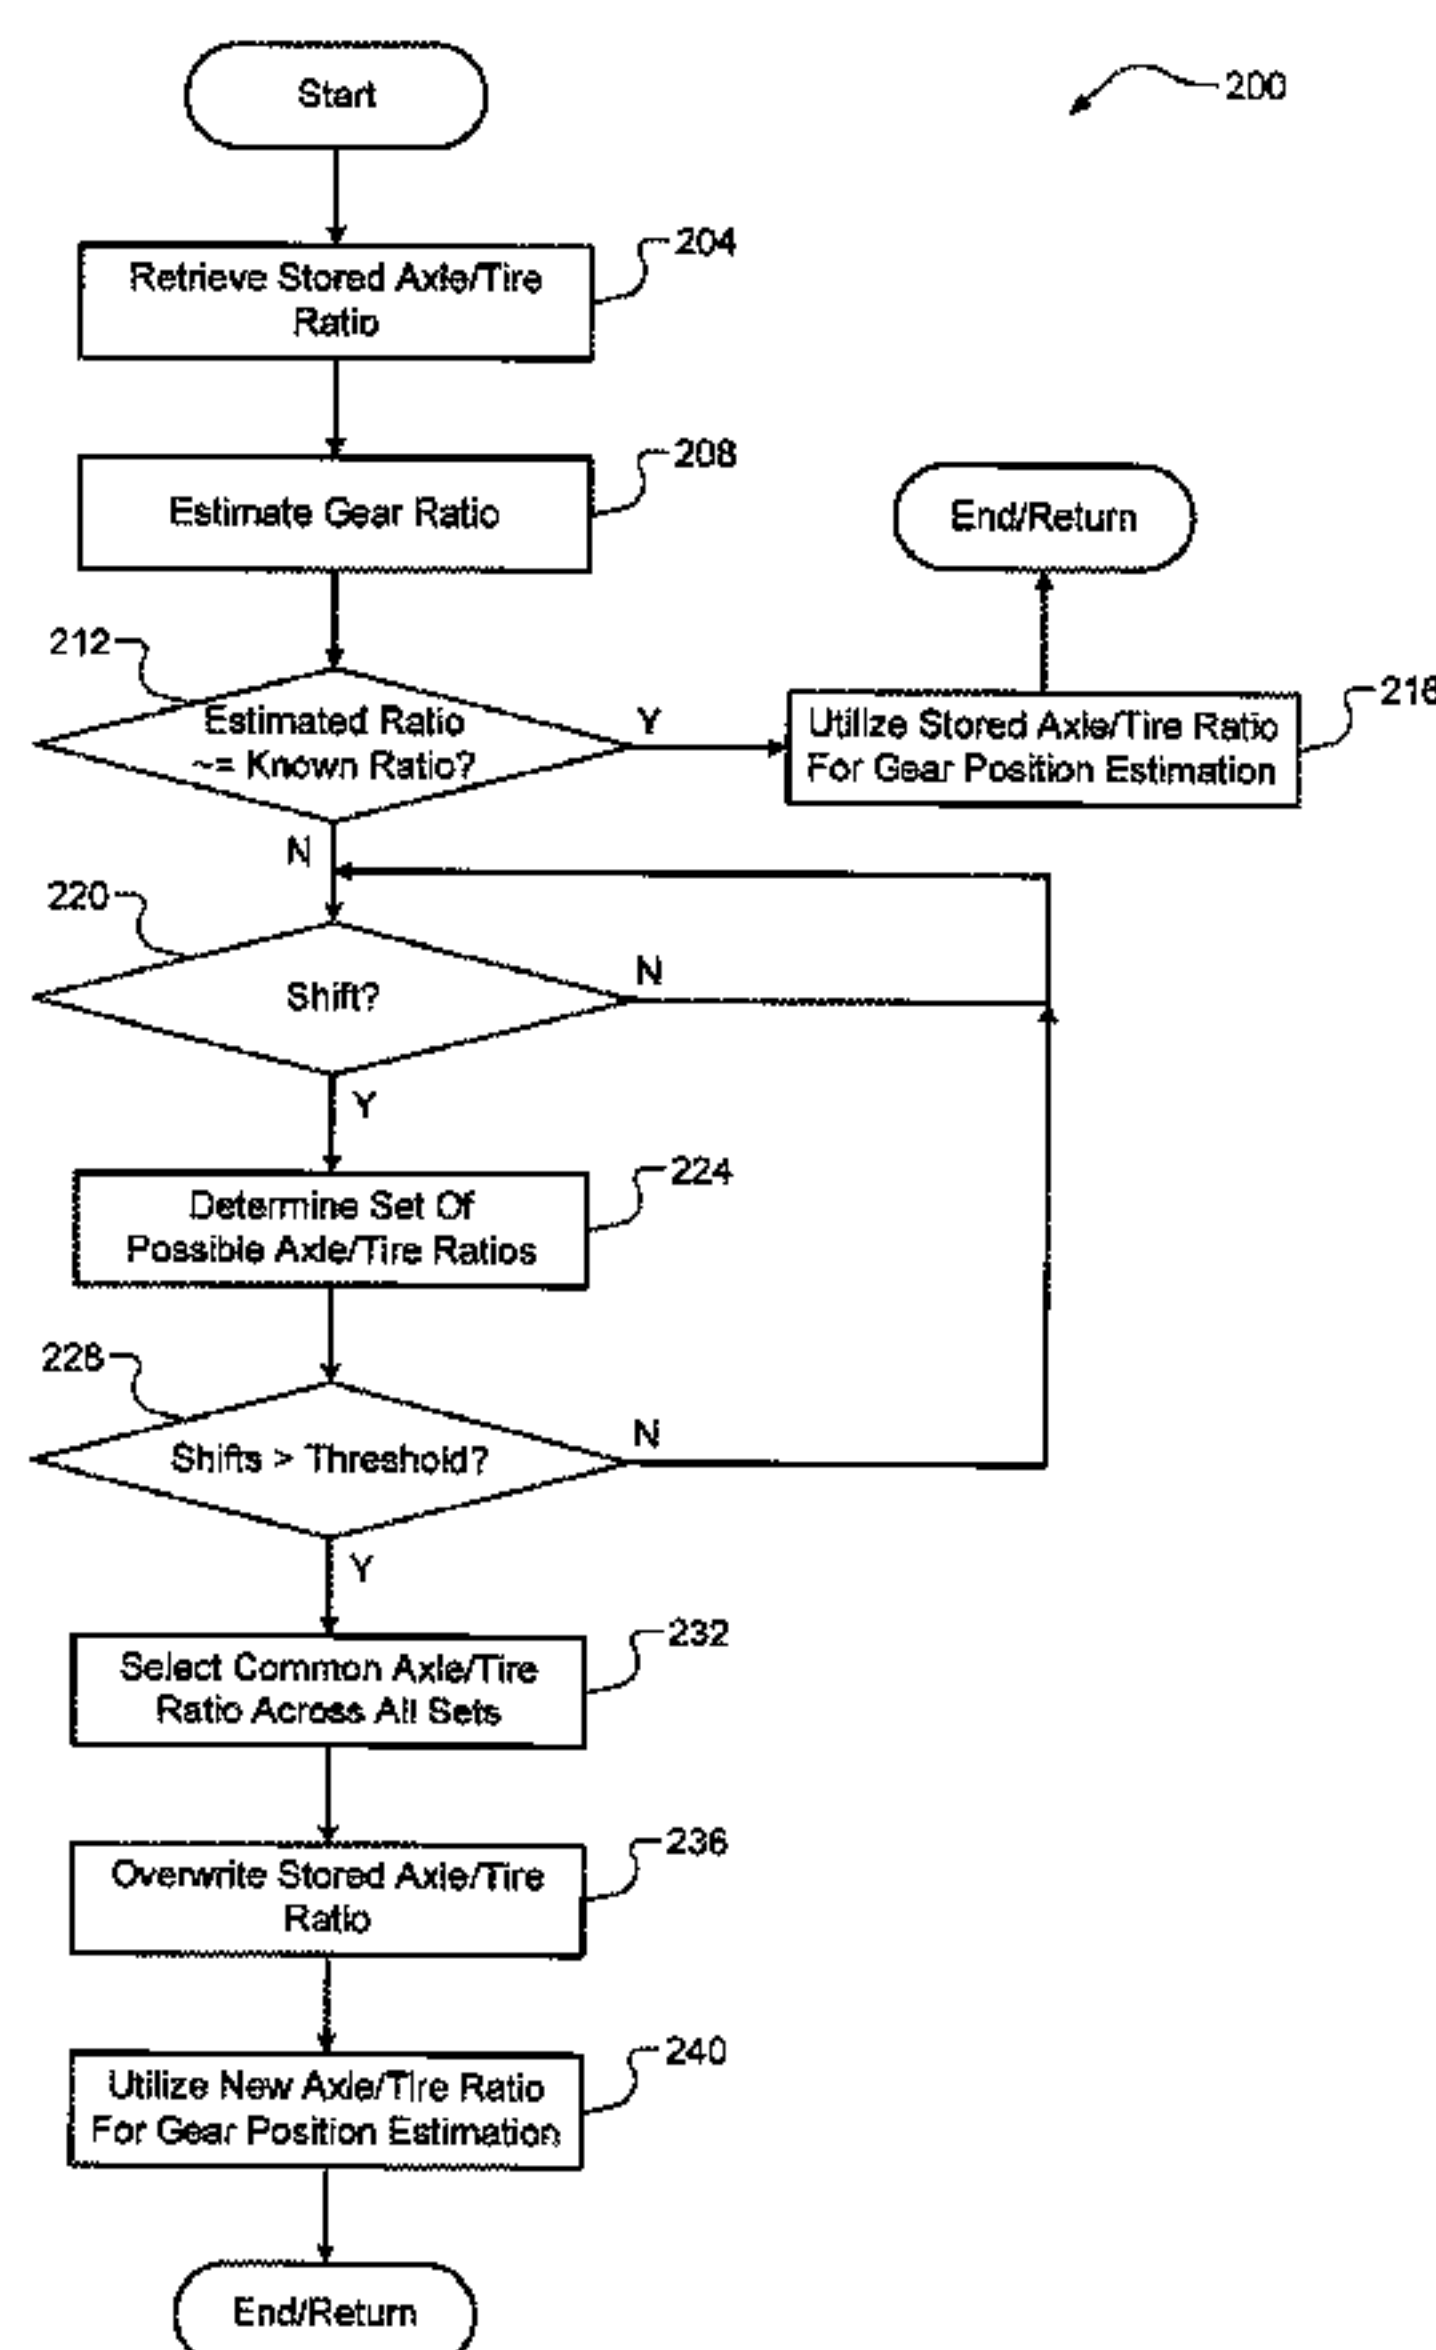 Start
200
204
Retrieve Stored Axle/Tire
Ratio
208
Estimate Gear Ratio
End/Return
212
Estimated Ratio
~= Known Ratio?
Y
216
Utilize Stored Axle/Tire Ratio
For Gear Position Estimation
N
220
Shift?
N
Y
224
Determine Set Of
Possible Axle/Tire Ratios
228
Shifts > Threshold?
N
Y
232
Select Common Axle/Tire
Ratio Across All Sets
236
Overwrite Stored Axle/Tire
Ratio
240
Utilize New Axle/Tire Ratio
For Gear Position Estimation
End/Return